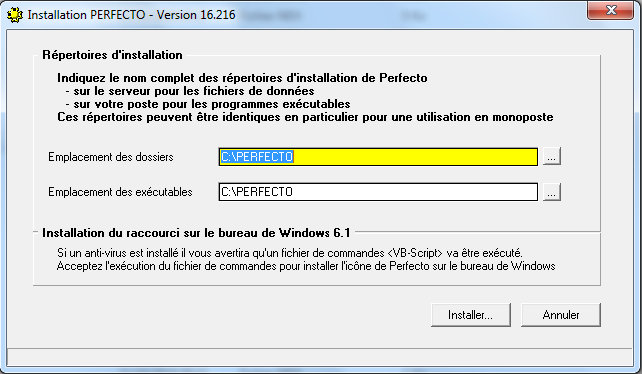 Installation PERFECTO - Version 16.216
Répertoires d'installation
Indiquez le nom complet des répertoires d'installation de Perfecto
- sur le serveur pour les fichiers de données
- sur votre poste pour les programmes exécutables
Ces répertoires peuvent être identiques en particulier pour une utilisation en monoposte
Emplacement des dossiers C:\PERFECTO ...
Emplacement des exécutables C:\PERFECTO ...
Installation du raccourci sur le bureau de Windows 6.1
Si un anti-virus est installé il vous avertira qu'un fichier de commandes <VB-Script> va être exécuté.
Acceptez l'exécution du fichier de commandes pour installer l'icône de Perfecto sur le bureau de Windows
Installer... Annuler